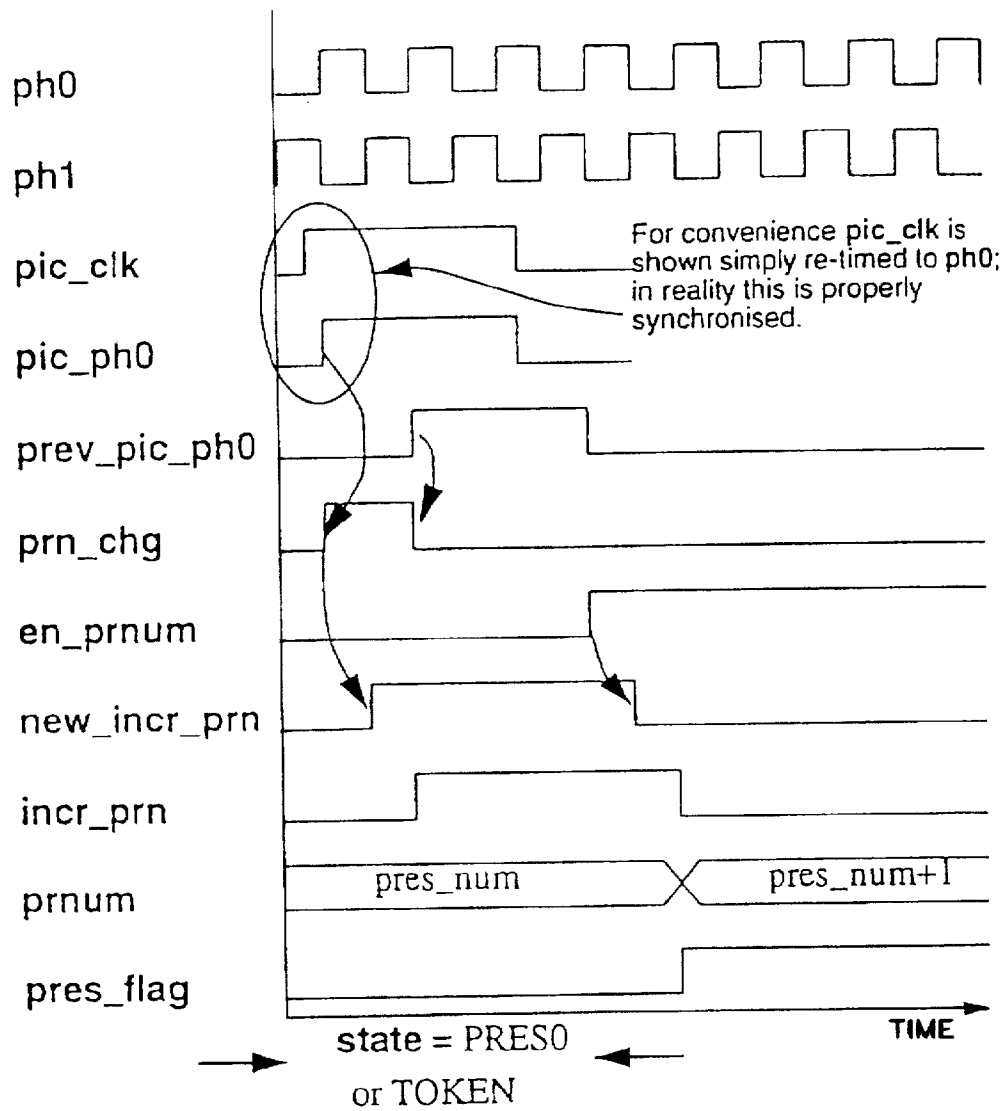 ph0
ph1
pic_clk
For convenience pic_clk is
shown simply re-timed to ph0;
in reality this is properly
synchronised.
pic_ph0
prev_pic_ph0
prn_chg
en_prnum
new_incr_prn
incr_prn
prnum
pres_num
pres_num+1
pres_flag
TIME
state = PRES0
or TOKEN